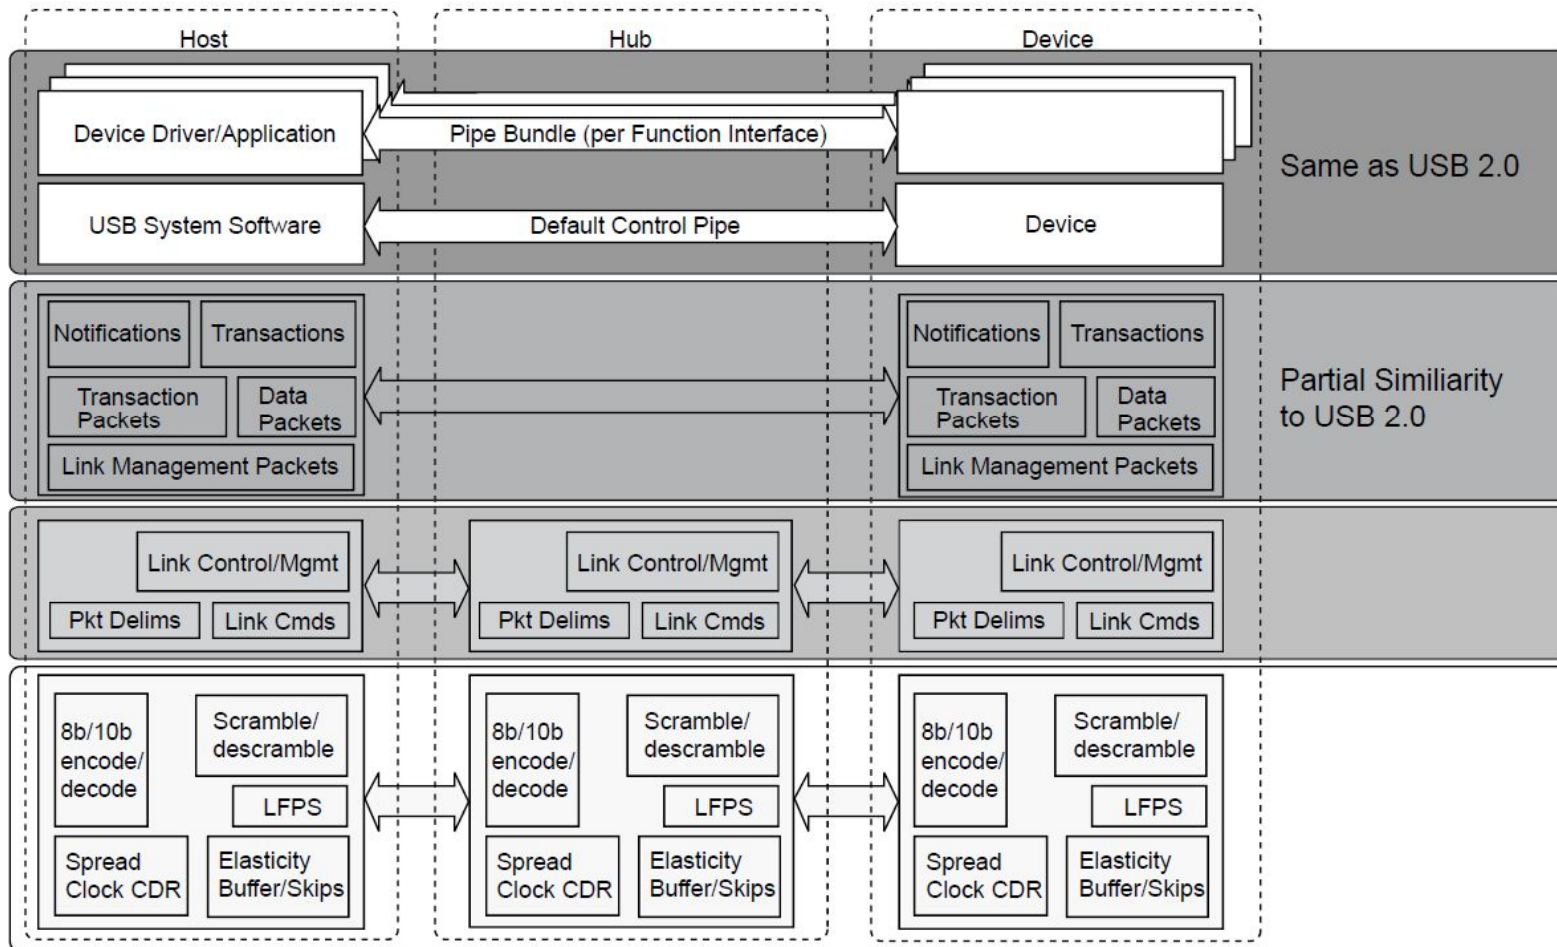 Host
Hub
Device
Device Driver/Application
Pipe Bundle (per Function Interface)
Same as USB 2.0
USB System Software
Default Control Pipe
Device
Notifications
Transactions
Notifications
Transactions
Transaction
Packets
Data
Packets
Transaction
Packets
Data
Packets
Partial Similiarity
to USB 2.0
Link Management Packets
Link Management Packets
Link Control/Mgmt
Link Control/Mgmt
Link Control/Mgmt
Pkt Delims
Link Cmds
Pkt Delims
Link Cmds
Pkt Delims
Link Cmds
8b/10b
encode/
decode
Scramble/
descramble
LFPS
Spread
Clock CDR
Elasticity
Buffer/Skips
8b/10b
encode/
decode
Scramble/
descramble
LFPS
Spread
Clock CDR
Elasticity
Buffer/Skips
8b/10b
encode/
decode
Scramble/
descramble
LFPS
Spread
Clock CDR
Elasticity
Buffer/Skips